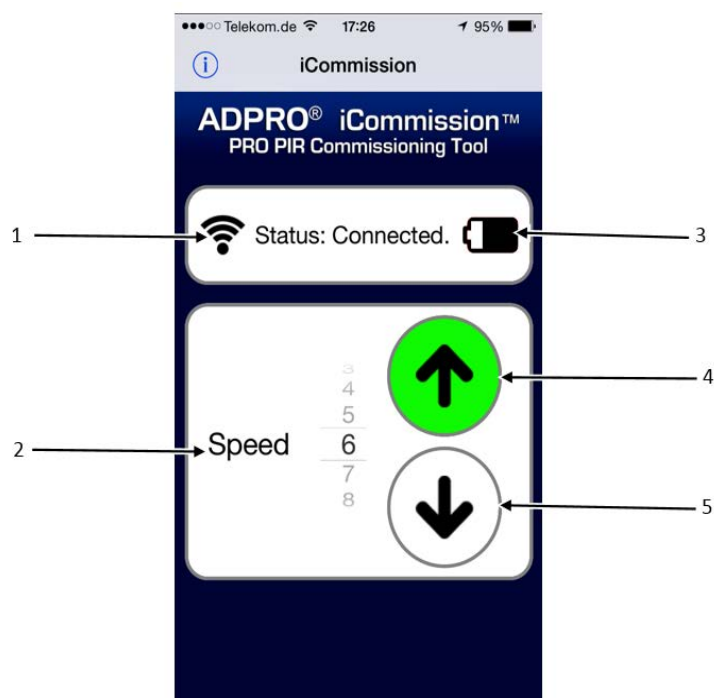 Telekom.de 17:26 95%
iCommission
ADPRO® iCommission™
PRO PIR Commissioning Tool
1 Status: Connected. 3
3
4
4
5
2 Speed 6
7
8
5